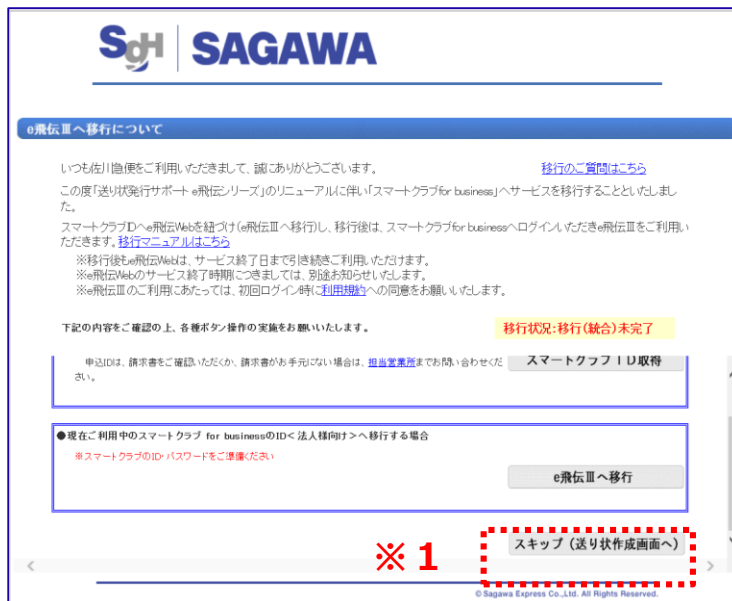 SGH SAGAWA
e飛伝Ⅲへ移行について
いつも佐川急便をご利用いただきまして、誠にありがとうございます。 移行のご質問はこちら
この度「送り状発行サポート e飛伝シリーズ」のリニューアルに伴い「スマートクラブfor business」へサービスを移行することといたしまし
た。
スマートクラブIDへe飛伝Webを紐づけ(e飛伝Ⅲへ移行)し、移行後は、スマートクラブfor businessへログインいただきe飛伝Ⅲをご利用い
ただきます。移行マニュアルはこちら
※移行後もe飛伝Webは、サービス終了日まで引き続きご利用いただけます。
※e飛伝Webのサービス終了時期につきましては、別途お知らせいたします。
※e飛伝Ⅲのご利用にあたっては、初回ログイン時に利用規約への同意をお願いいたします。
下記の内容をご確認の上、各種ボタン操作の実施をお願いいたします。 移行状況:移行(統合)未完了
申込IDは、請求書をご確認いただくか、請求書がお手元にない場合は、担当営業所までお問い合わせくだ スマートクラブID取得
さい。
●現在ご利用中のスマートクラブ for businessのID<法人様向け>へ移行する場合
※スマートクラブのID・パスワードをご準備ください
e飛伝Ⅲへ移行
※1 スキップ(送り状作成画面へ)
© Sagawa Express Co.,Ltd. All Rights Reserved.